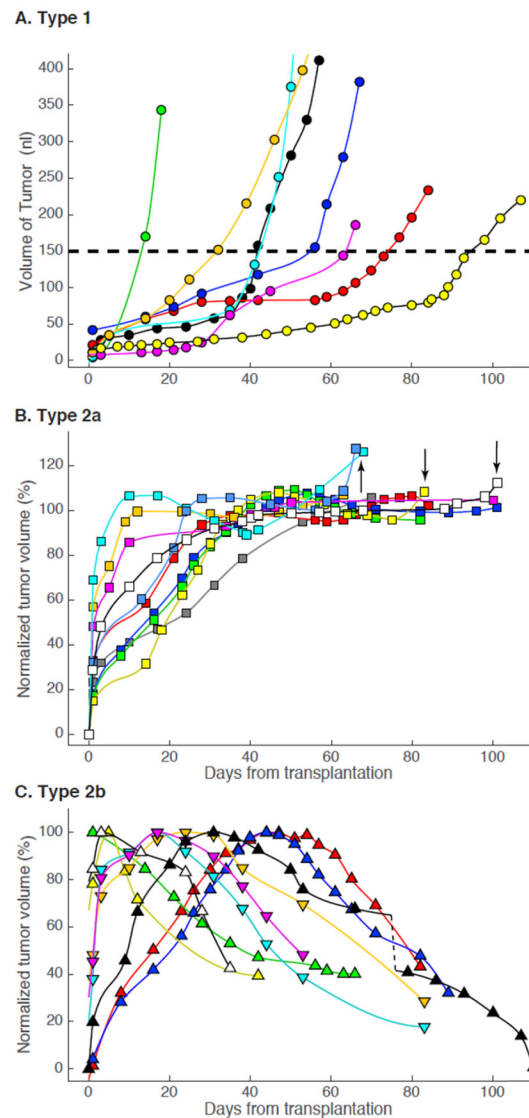 A. Type 1
Volume of Tumor (nl)
400
350
300
250
200
150
100
50
0
0 20 40 60 80 100
B. Type 2a
Normalized tumor volume (%)
120
100
80
60
40
20
0
0 20 40 60 80 100
Days from transplantation
C. Type 2b
Normalized tumor volume (%)
100
80
60
40
20
0
0 20 40 60 80 100
Days from transplantation